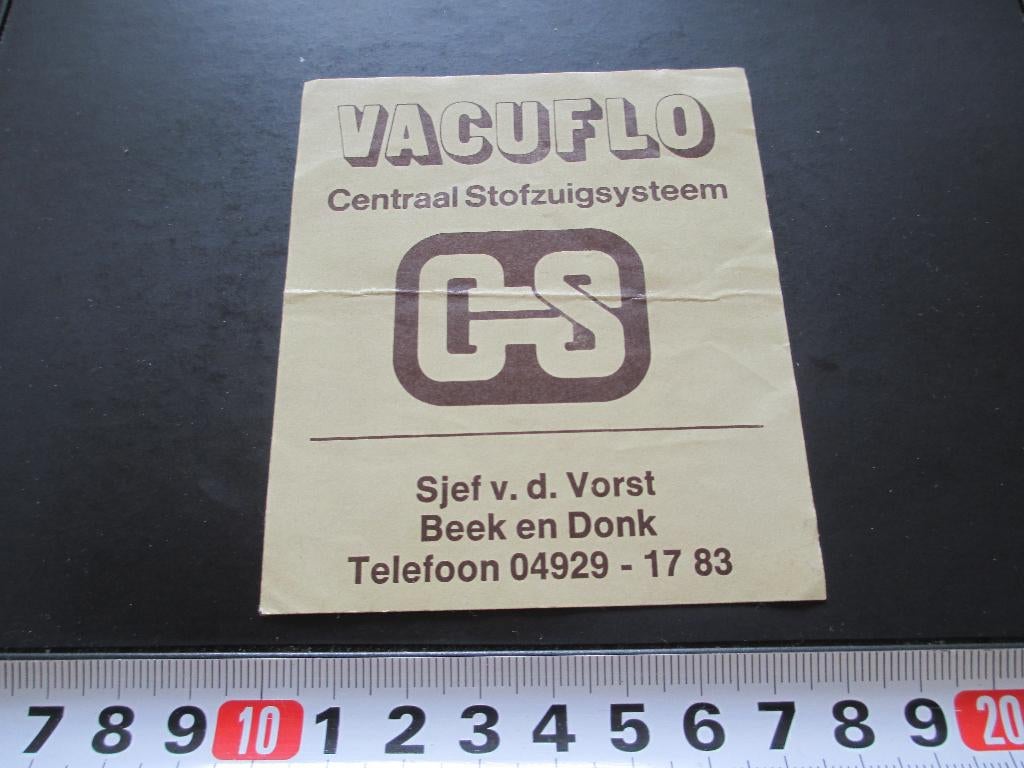 VACUFLO
Centraal Stofzuigsysteem
CS
Sjef v. d. Vorst
Beek en Donk
Telefoon 04929 - 17 83
7 8 9 10 1 2 3 4 5 6 7 8 9 20